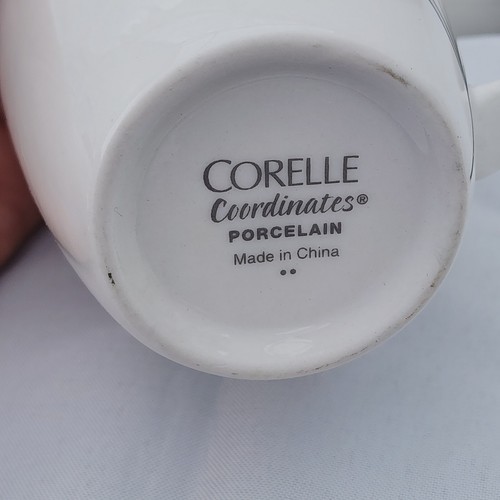 CORELLE
Coordinates®
PORCELAIN
Made in China